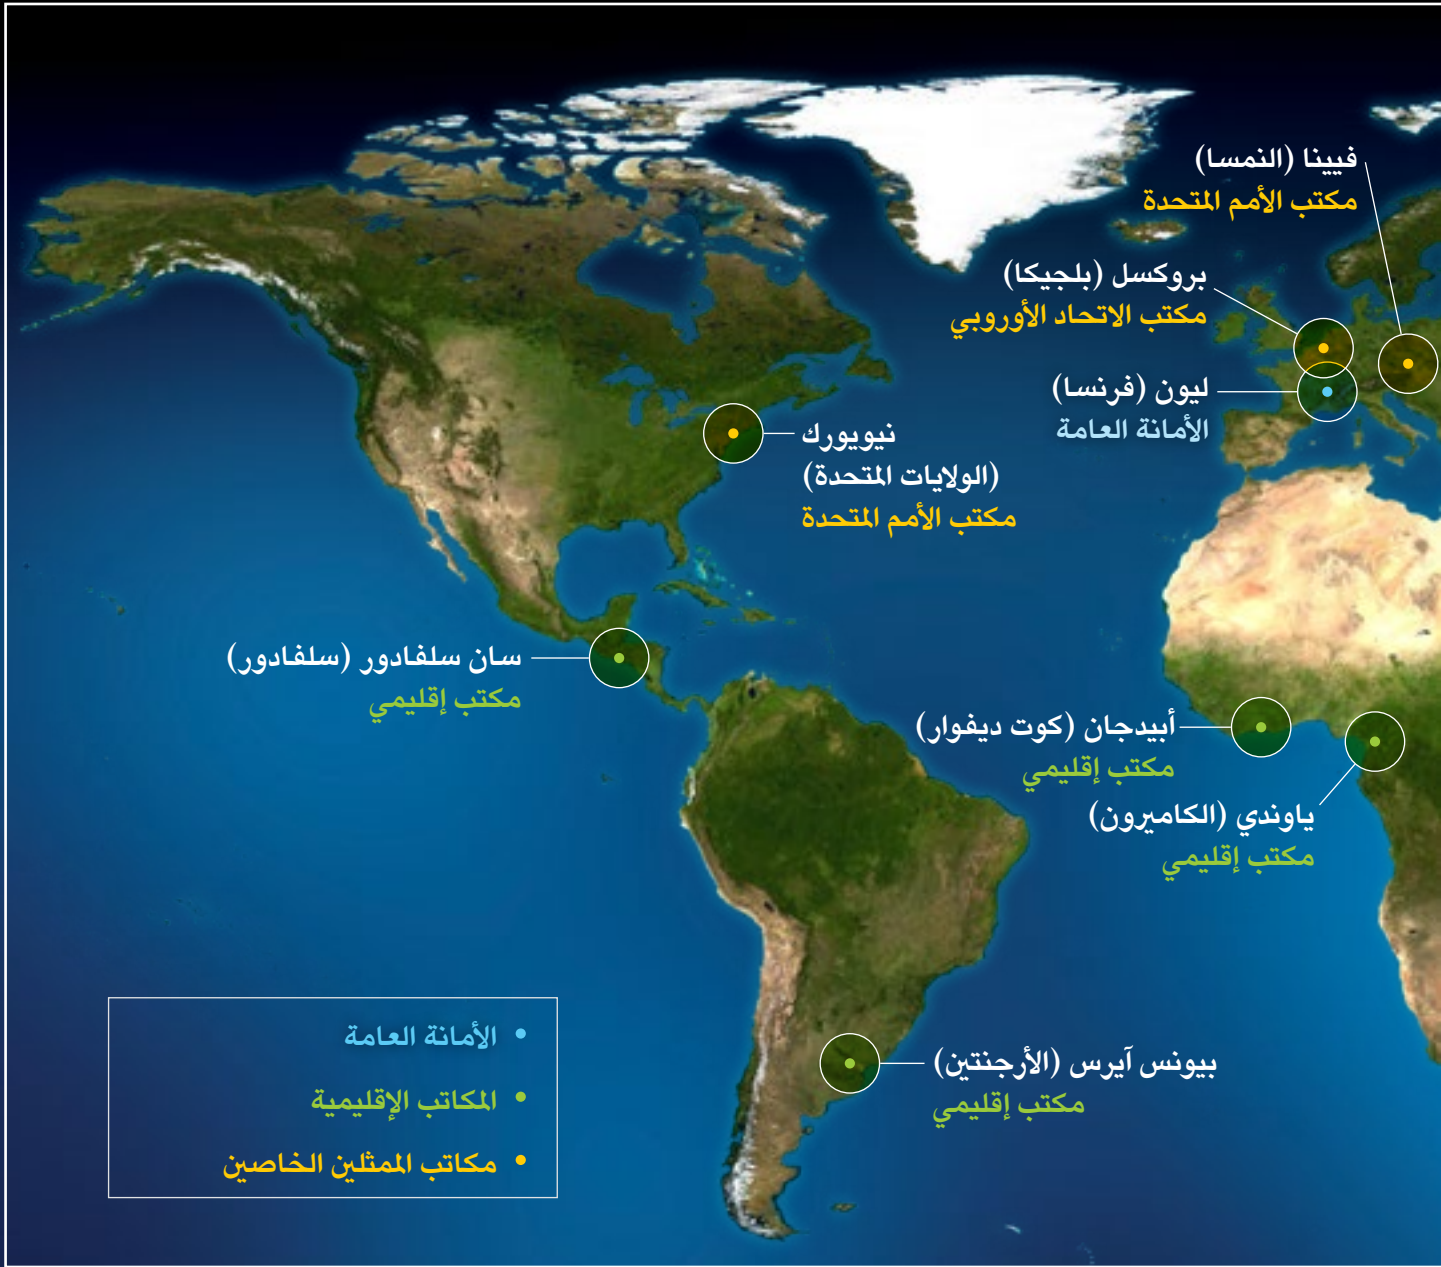 فيينا (النمسا)
مكتب الأمم المتحدة
بروكسل (بلجيكا)
مكتب الاتحاد الأوروبي
ليون (فرنسا)
الأمانة العامة
نيويورك
(الولايات المتحدة)
مكتب الأمم المتحدة
سان سلفادور (سلفادور)
مكتب إقليمي
أبيدجان (كوت ديفوار)
مكتب إقليمي
ياوندي (الكاميرون)
مكتب إقليمي
بيونس آيرس (الأرجنتين)
مكتب إقليمي
• الأمانة العامة
• المكاتب الإقليمية
• مكاتب الممثلين الخاصين